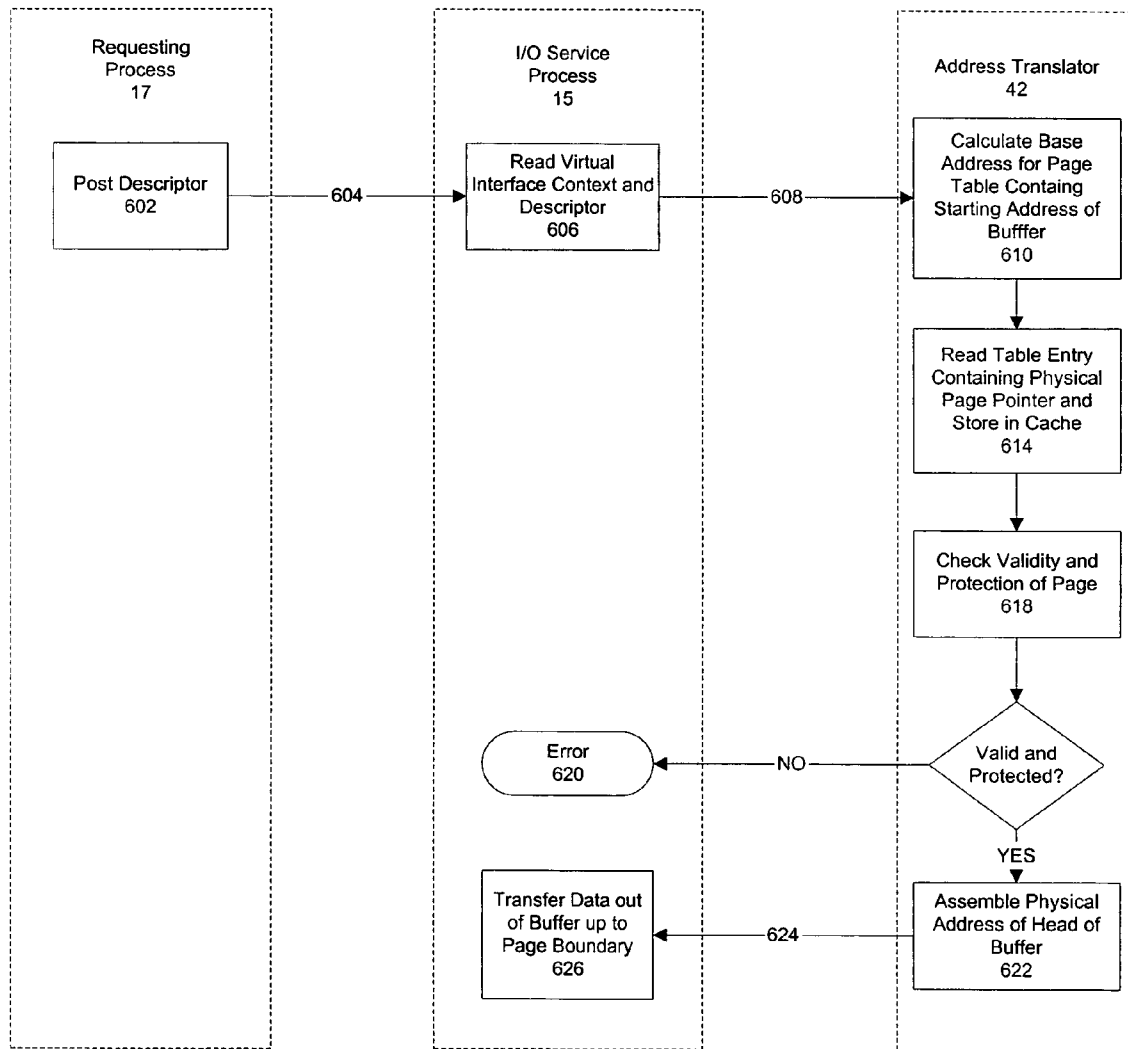 Requesting
Process
17
I/O Service
Process
15
Address Translator
42
Post Descriptor
602
604
Read Virtual
Interface Context and
Descriptor
606
608
Calculate Base
Address for Page
Table Containg
Starting Address of
Bufffer
610
Read Table Entry
Containing Physical
Page Pointer and
Store in Cache
614
Check Validity and
Protection of Page
618
Valid and
Protected?
NO
Error
620
YES
Assemble Physical
Address of Head of
Buffer
622
624
Transfer Data out
of Buffer up to
Page Boundary
626